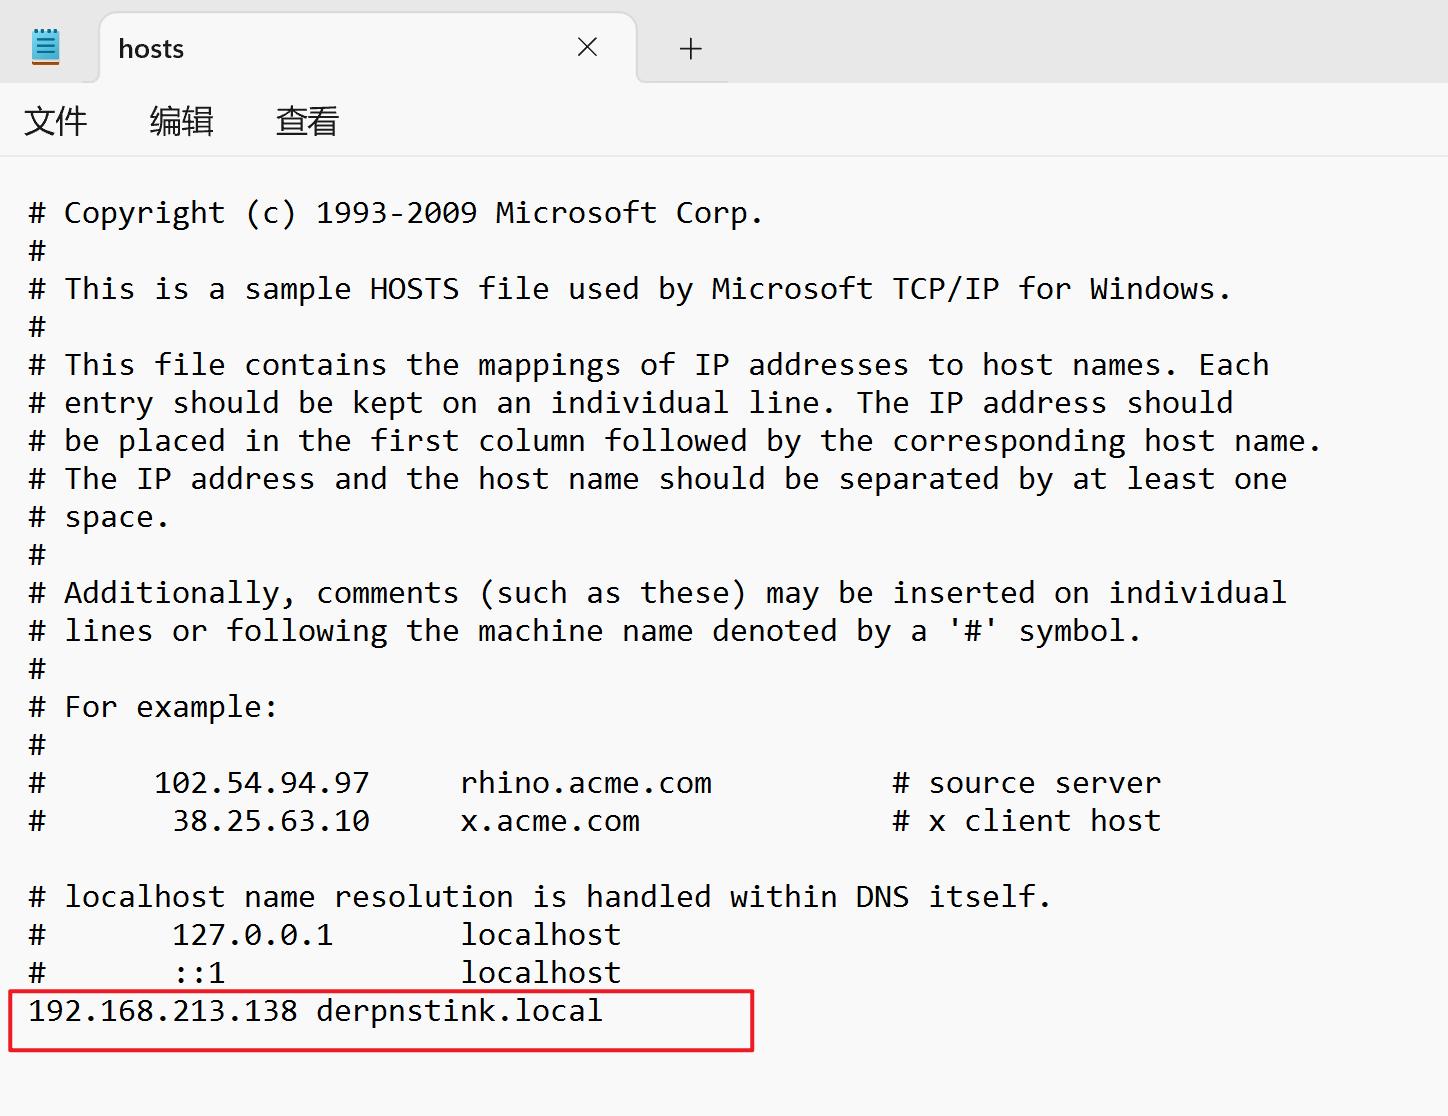 hosts
文件 编辑 查看
# Copyright (c) 1993-2009 Microsoft Corp.
#
# This is a sample HOSTS file used by Microsoft TCP/IP for Windows.
#
# This file contains the mappings of IP addresses to host names. Each
# entry should be kept on an individual line. The IP address should
# be placed in the first column followed by the corresponding host name.
# The IP address and the host name should be separated by at least one
# space.
#
# Additionally, comments (such as these) may be inserted on individual
# lines or following the machine name denoted by a '#' symbol.
#
# For example:
#
#      102.54.94.97     rhino.acme.com          # source server
#       38.25.63.10     x.acme.com              # x client host

# localhost name resolution is handled within DNS itself.
#       127.0.0.1       localhost
#       ::1             localhost
192.168.213.138 derpnstink.local